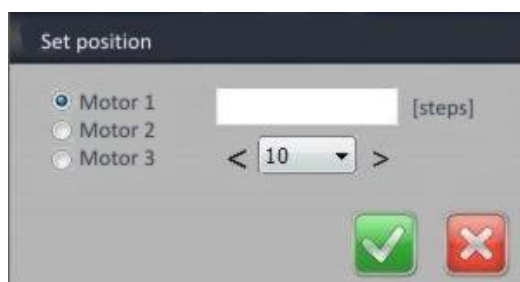 Set position
Motor 1
[steps]
Motor 2
Motor 3
< 10 >